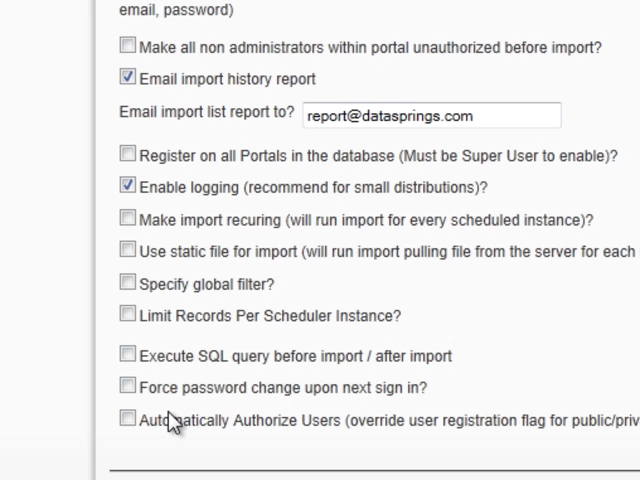 email, password)
Make all non administrators within portal unauthorized before import?
Email import history report
Email import list report to? report@datasprings.com
Register on all Portals in the database (Must be Super User to enable)?
Enable logging (recommend for small distributions)?
Make import recuring (will run import for every scheduled instance)?
Use static file for import (will run import pulling file from the server for each
Specify global filter?
Limit Records Per Scheduler Instance?
Execute SQL query before import / after import
Force password change upon next sign in?
Automatically Authorize Users (override user registration flag for public/priv